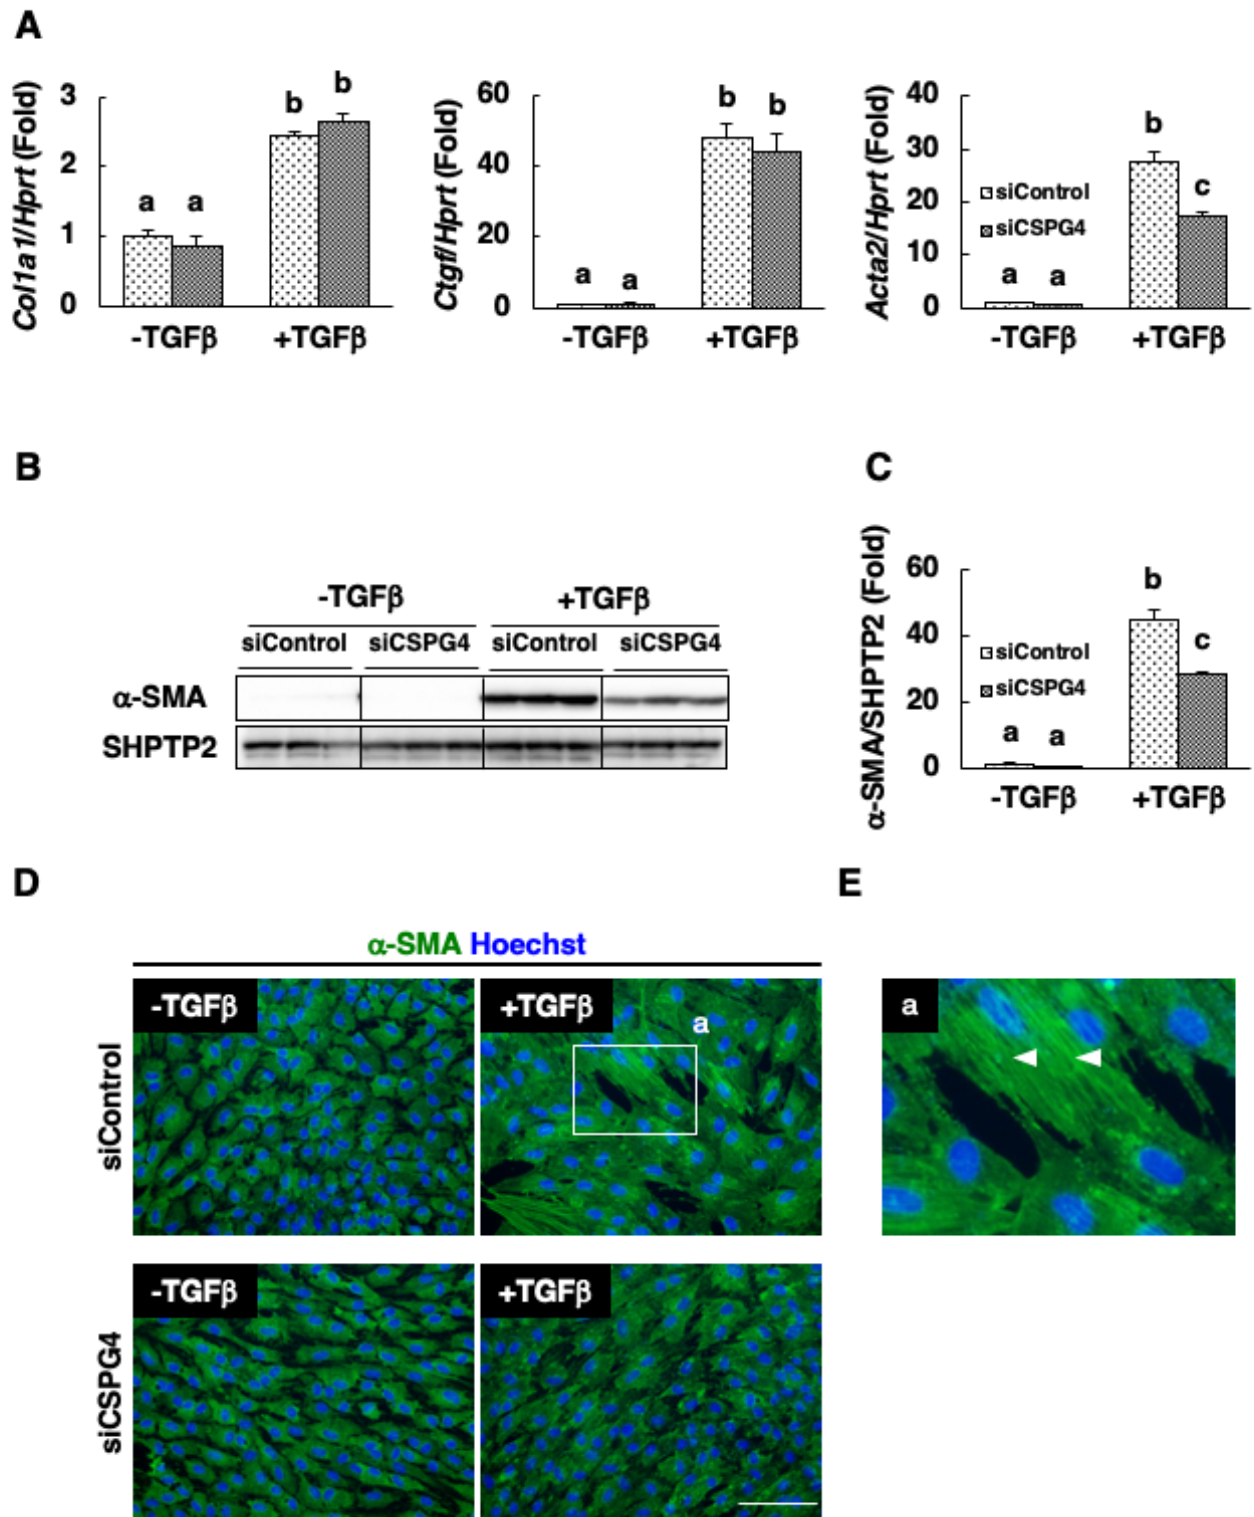 A
Col1a1/Hprt (Fold)
3
2
1
0
a
a
b
b
-TGFβ
+TGFβ
Ctgf/Hprt (Fold)
60
40
20
0
a
a
b
b
-TGFβ
+TGFβ
Acta2/Hprt (Fold)
40
30
20
10
0
siControl
siCSPG4
a
a
b
c
-TGFβ
+TGFβ
B
-TGFβ
+TGFβ
siControl
siCSPG4
siControl
siCSPG4
α-SMA
SHPTP2
C
α-SMA/SHPTP2 (Fold)
60
40
20
0
siControl
siCSPG4
a
a
b
c
-TGFβ
+TGFβ
D
α-SMA Hoechst
siControl
-TGFβ
+TGFβ
a
siCSPG4
-TGFβ
+TGFβ
E
a